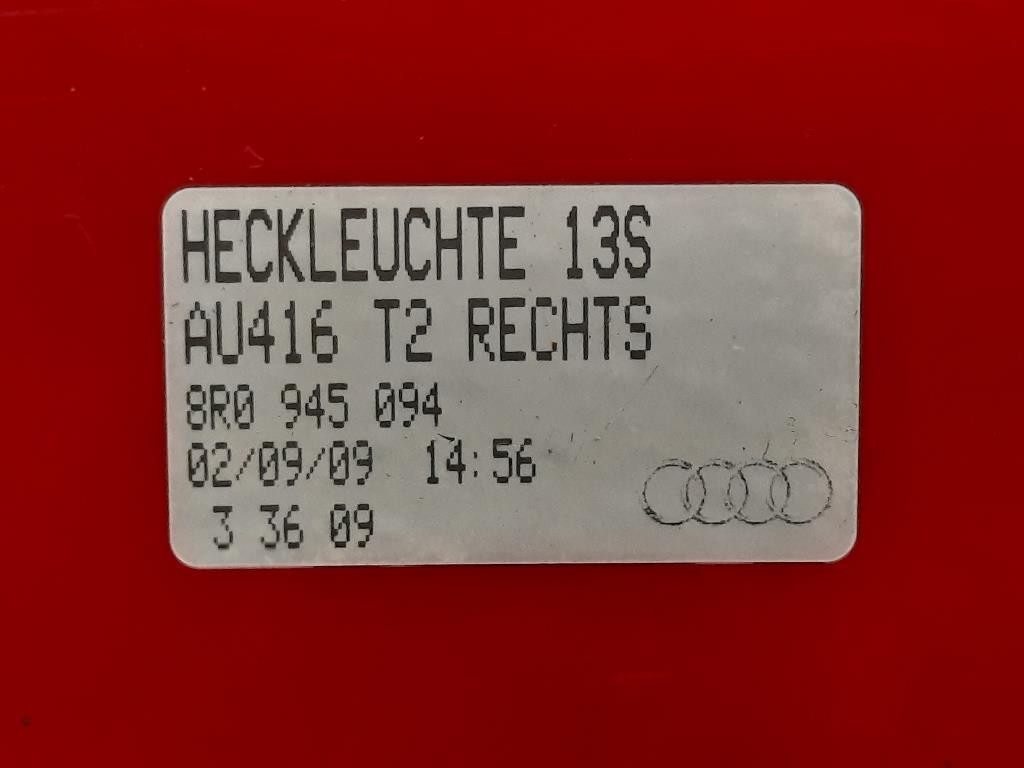 HECKLEUCHTE 13S
AU416 T2 RECHTS
8R0 945 094
02/09/09 14:56
3 36 09